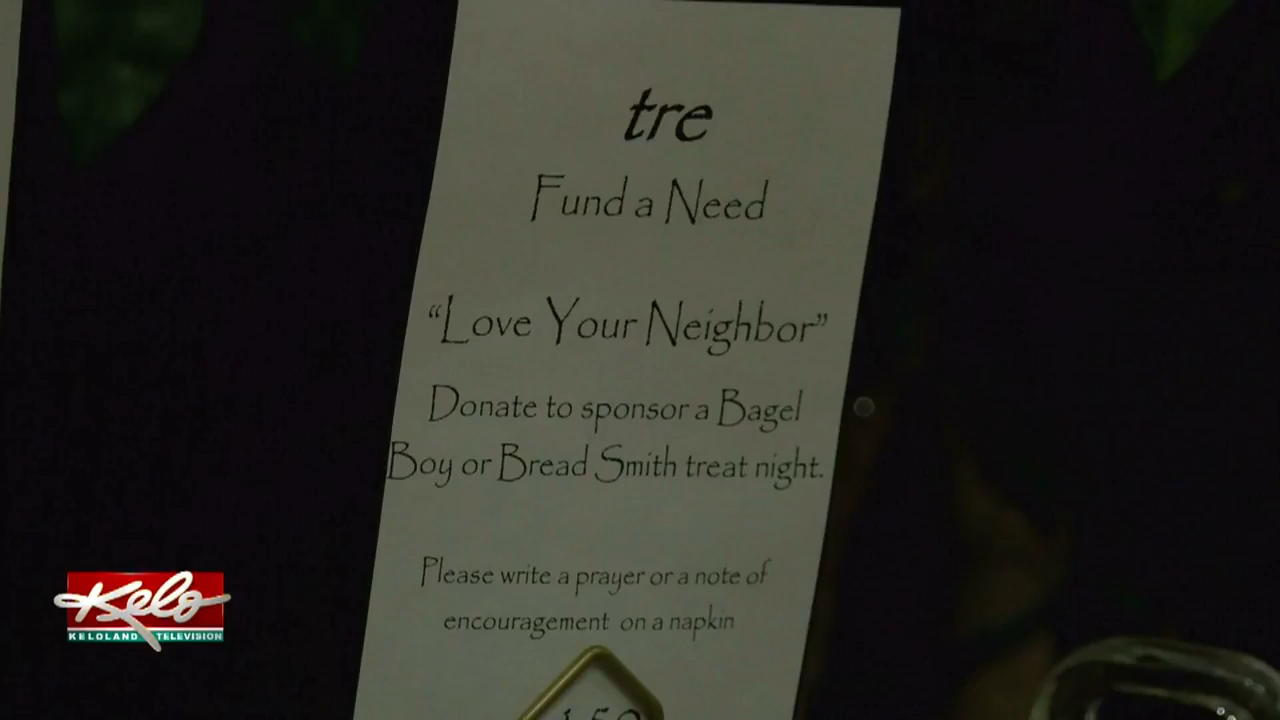 tre
Fund a Need
“Love Your Neighbor”
Donate to sponsor a Bagel
Boy or Bread Smith treat night.
Please write a prayer or a note of
encouragement on a napkin
Kelo
KELOLAND TELEVISION